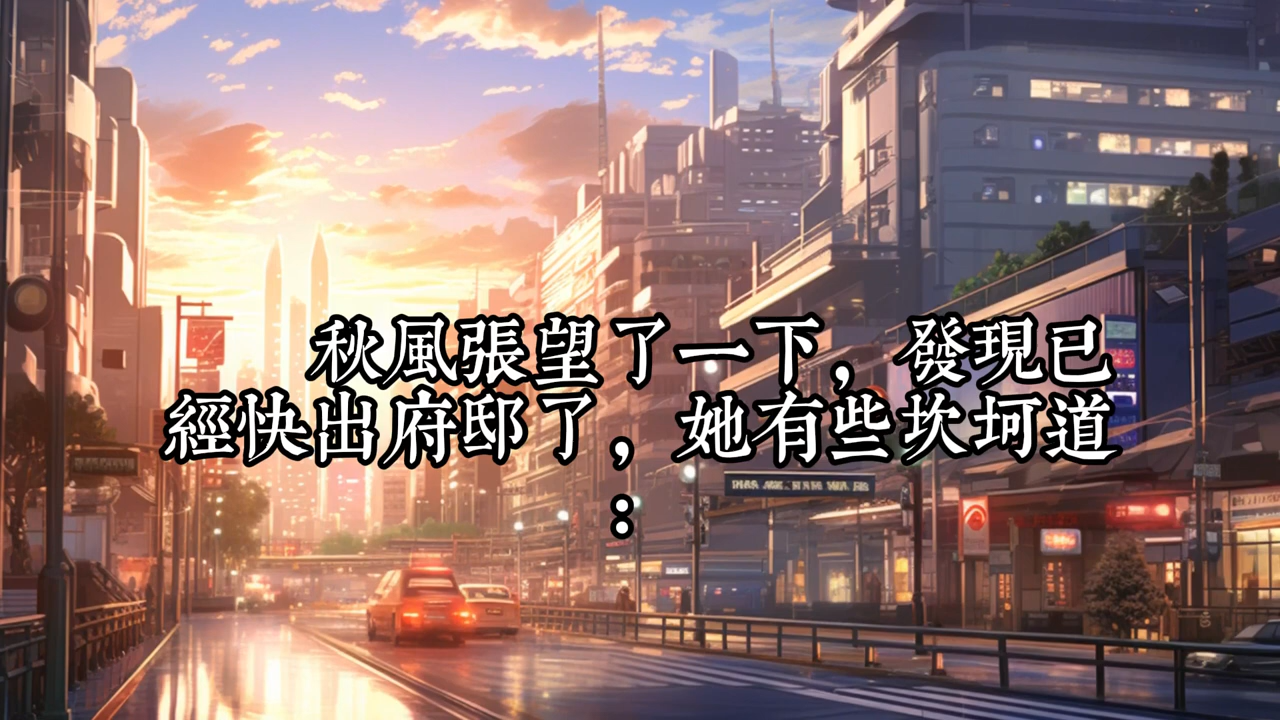 秋風張望了一下，發現已
經快出府邸了，她有些坎坷道
：